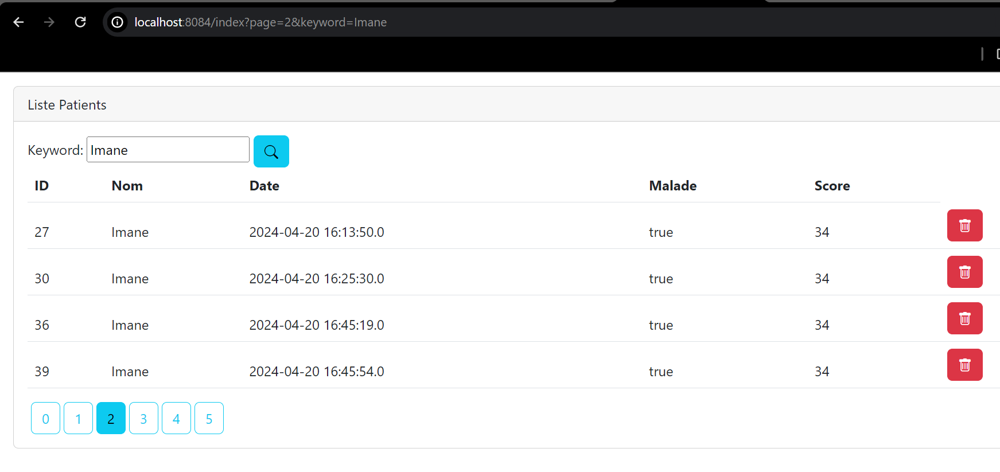 localhost:8084/index?page=2&keyword=Imane
Liste Patients
Keyword: Imane
ID Nom Date Malade Score
27 Imane 2024-04-20 16:13:50.0 true 34
30 Imane 2024-04-20 16:25:30.0 true 34
36 Imane 2024-04-20 16:45:19.0 true 34
39 Imane 2024-04-20 16:45:54.0 true 34
0 1 2 3 4 5